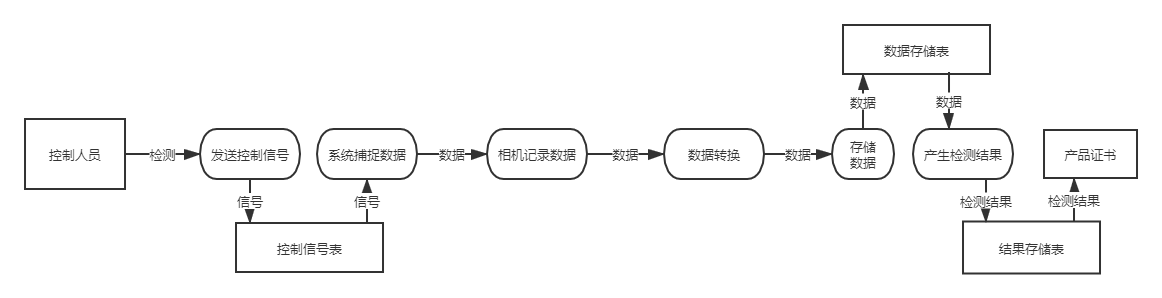 数据存储表
数据
数据
控制人员
检测
发送控制信号
系统捕捉数据
数据
相机记录数据
数据
数据转换
数据
存储
数据
产生检测结果
产品证书
信号
信号
检测结果
检测结果
控制信号表
结果存储表